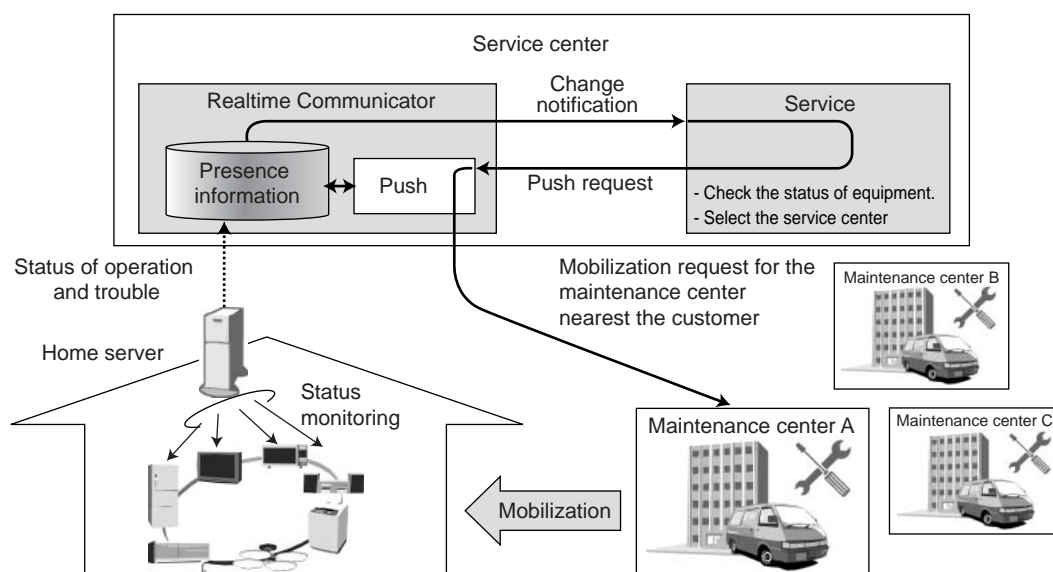 Service center
Realtime Communicator
Change
notification
Service
Presence
information
Push
Push request
- Check the status of equipment.
- Select the service center
Status of operation
and trouble
Mobilization request for the
maintenance center
nearest the customer
Maintenance center B
Home server
Status
monitoring
Maintenance center A
Maintenance center C
Mobilization